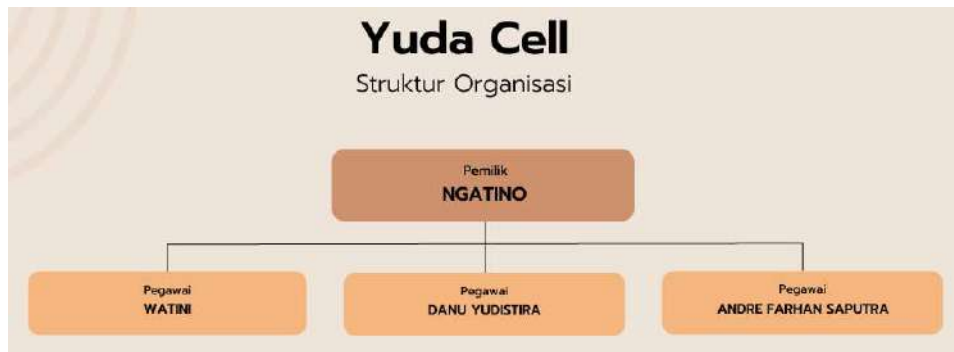 Yuda Cell
Struktur Organisasi
Pemilik
NGATINO
Pegawai
WATINI
Pegawai
DANU YUDISTIRA
Pegawai
ANDRE FARHAN SAPUTRA